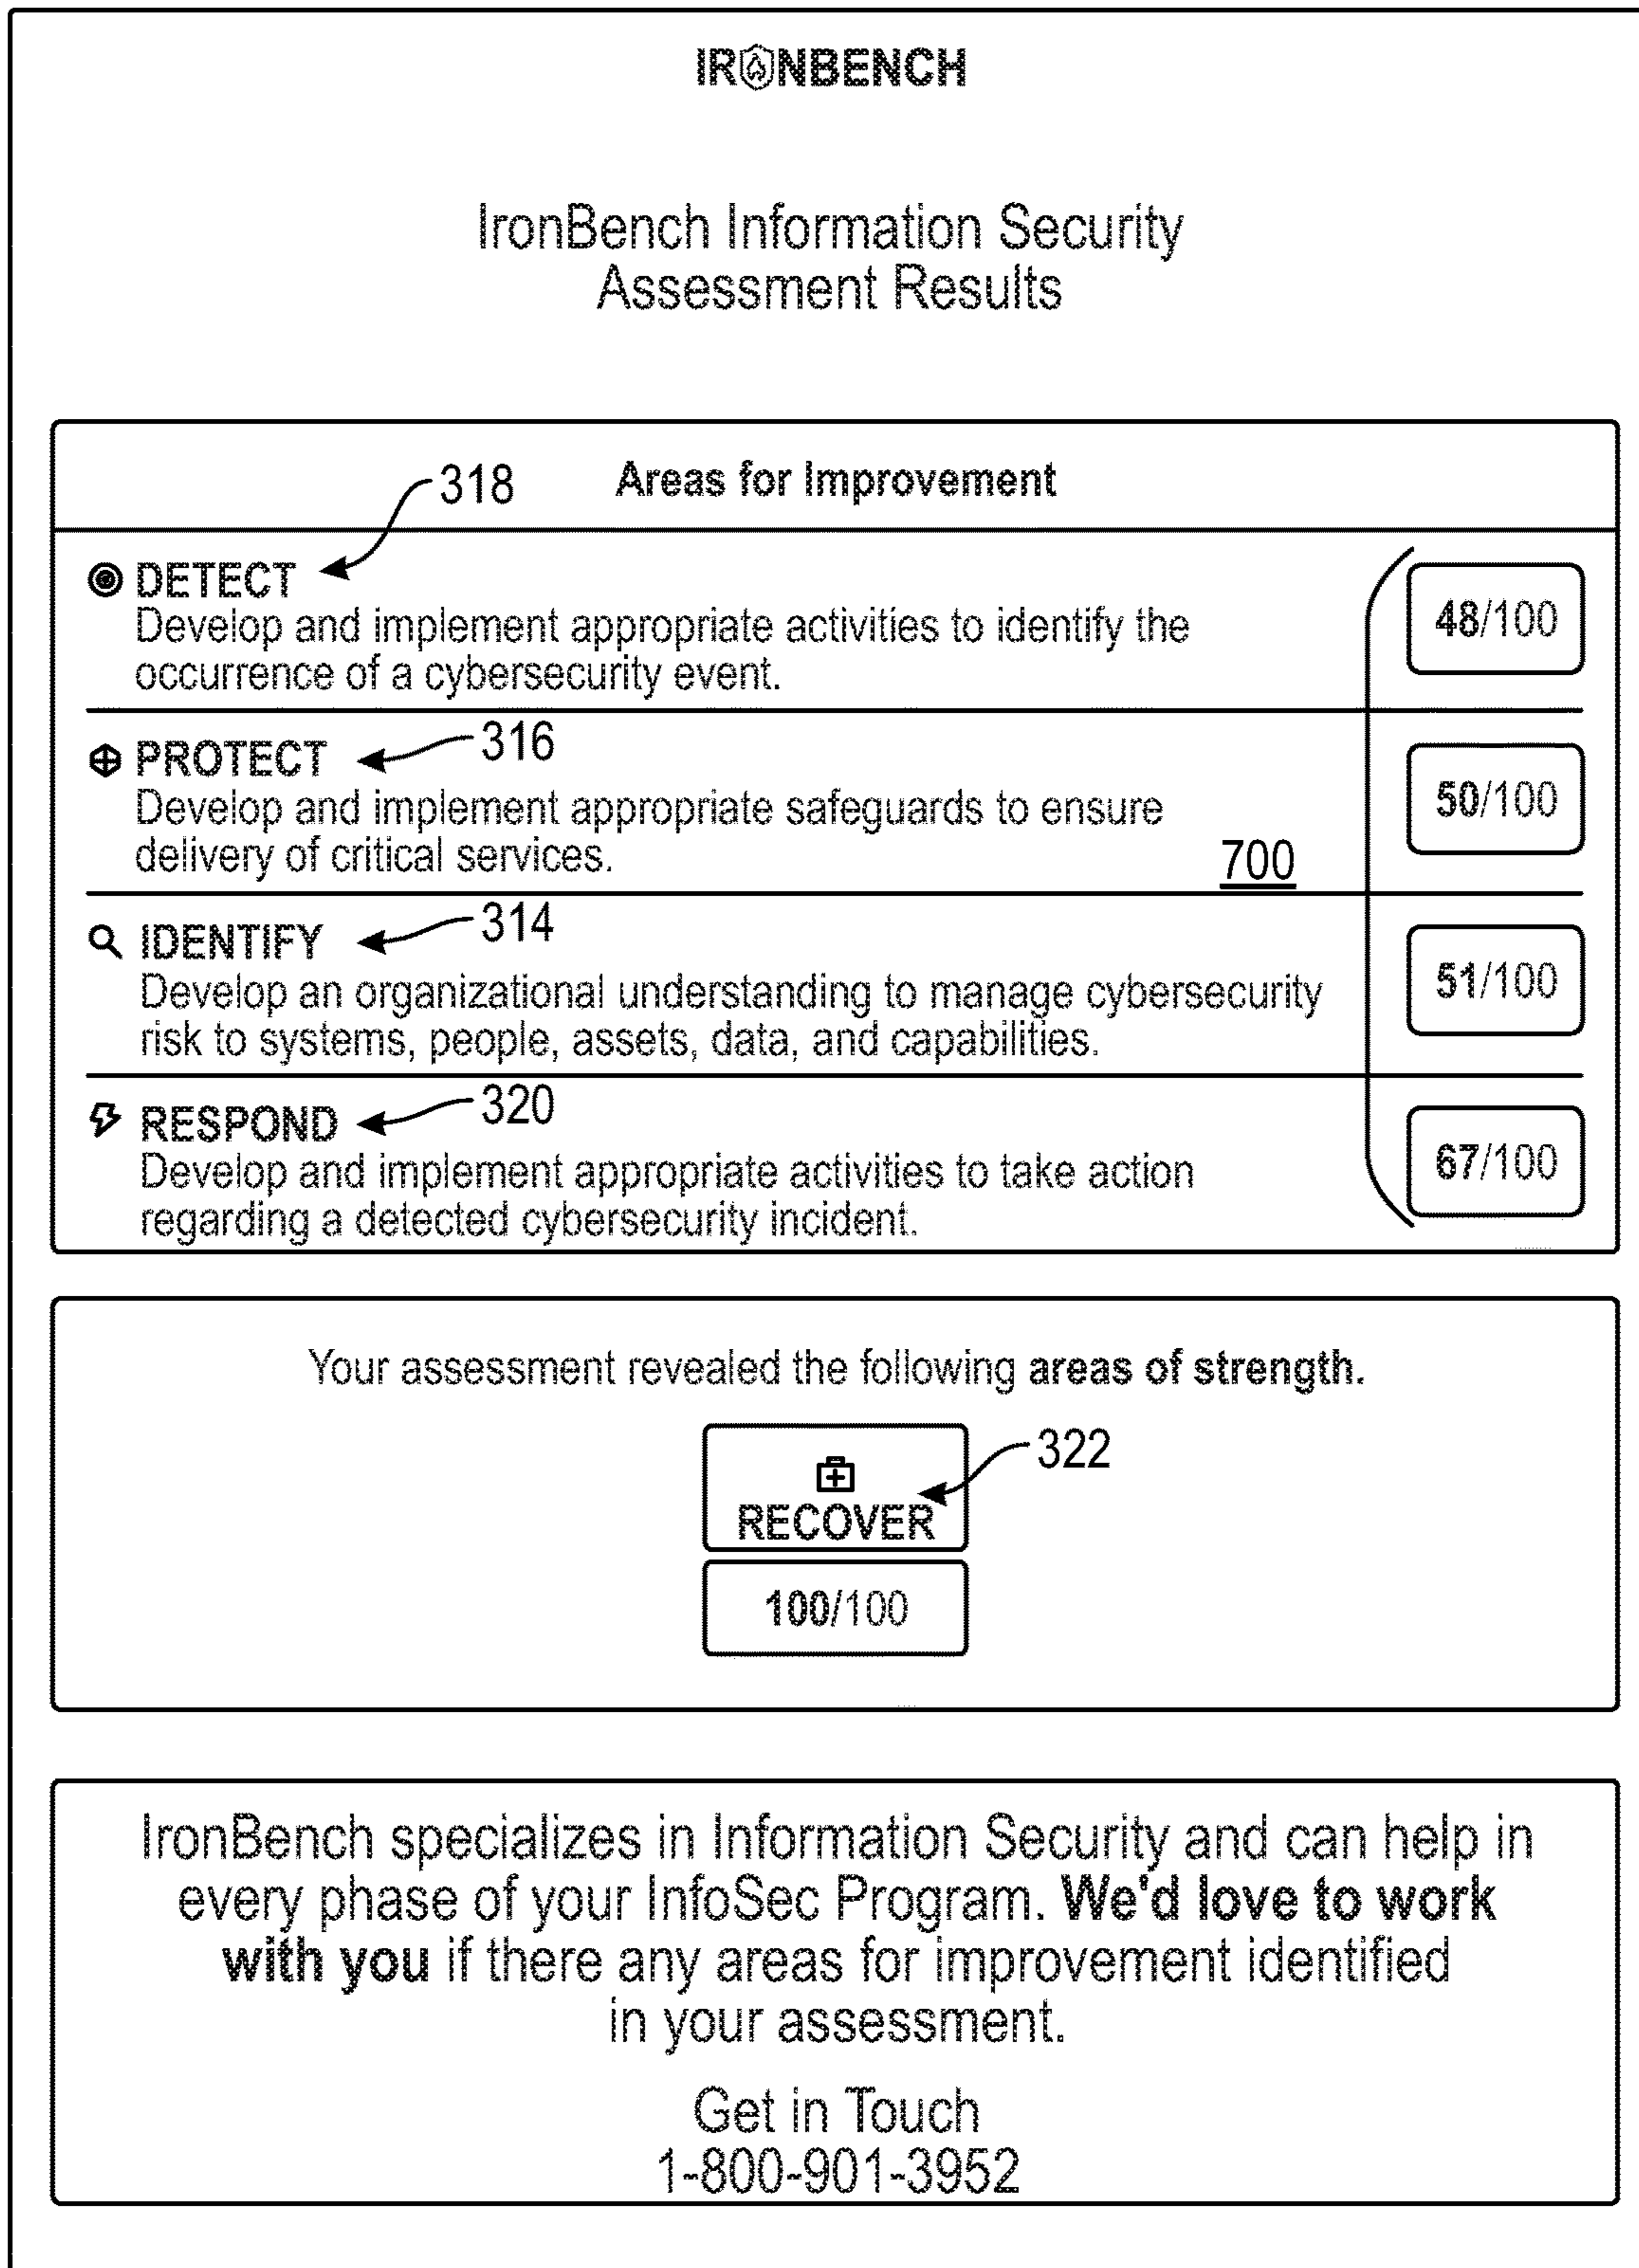 IRONBENCH
IronBench Information Security
Assessment Results
318
Areas for Improvement
DETECT
Develop and implement appropriate activities to identify the
occurrence of a cybersecurity event.
48/100
PROTECT
316
Develop and implement appropriate safeguards to ensure
delivery of critical services.
700
50/100
IDENTIFY
314
Develop an organizational understanding to manage cybersecurity
risk to systems, people, assets, data, and capabilities.
51/100
RESPOND
320
Develop and implement appropriate activities to take action
regarding a detected cybersecurity incident.
67/100
Your assessment revealed the following areas of strength.
322
RECOVER
100/100
IronBench specializes in Information Security and can help in
every phase of your InfoSec Program. We'd love to work
with you if there any areas for improvement identified
in your assessment.
Get in Touch
1-800-901-3952